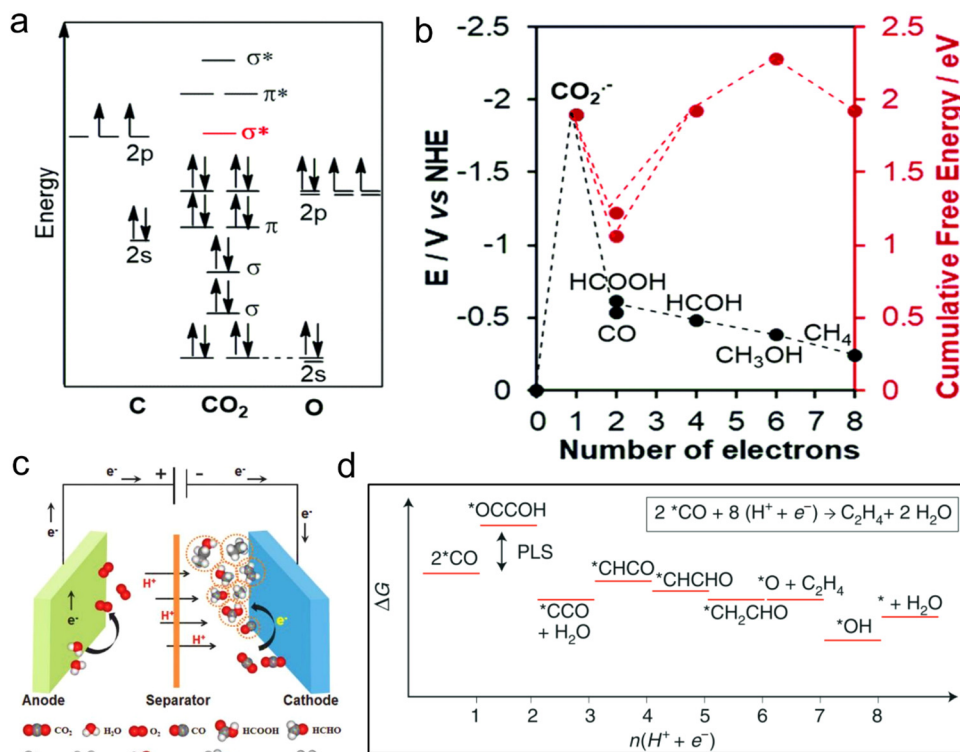 a
Energy
σ*
π*
σ*
2p
2s
π
σ
σ
2p
2s
C
CO₂
O
b
E / V vs NHE
-2.5
-2
-1.5
-1
-0.5
0
CO₂·-
HCOOH
CO
HCOH
CH₃OH
CH₄
0 1 2 3 4 5 6 7 8
Number of electrons
2.5
2
1.5
1
0.5
0
Cumulative Free Energy / eV
c
e⁻ + − e⁻
e⁻ e⁻
e⁻ e⁻
H⁺
H⁺
H⁺
H⁺
Anode Separator Cathode
CO₂ H₂O O₂ CO HCOOH HCHO
d
ΔG
2 *CO + 8 (H⁺ + e⁻) → C₂H₄ + 2 H₂O
2*CO
*OCCOH
PLS
*CCO
+ H₂O
*CHCO
*CHCHO
*CH₂CHO
*O + C₂H₄
*OH
* + H₂O
1 2 3 4 5 6 7 8
n(H⁺ + e⁻)